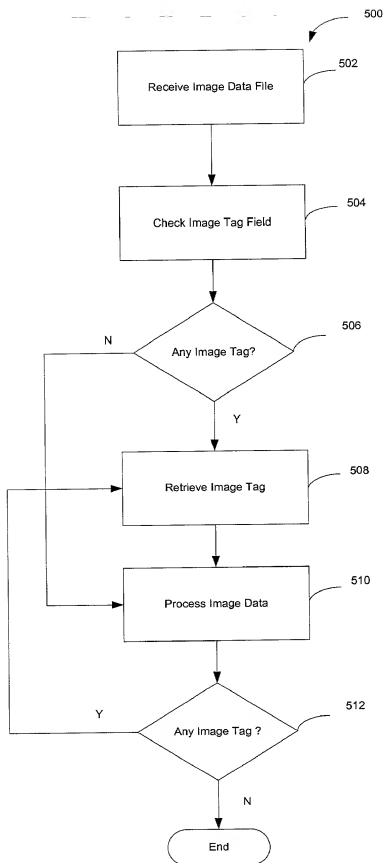 500
Receive Image Data File
502
Check Image Tag Field
504
Any Image Tag?
506
N
Y
Retrieve Image Tag
508
Process Image Data
510
Any Image Tag ?
512
Y
N
End